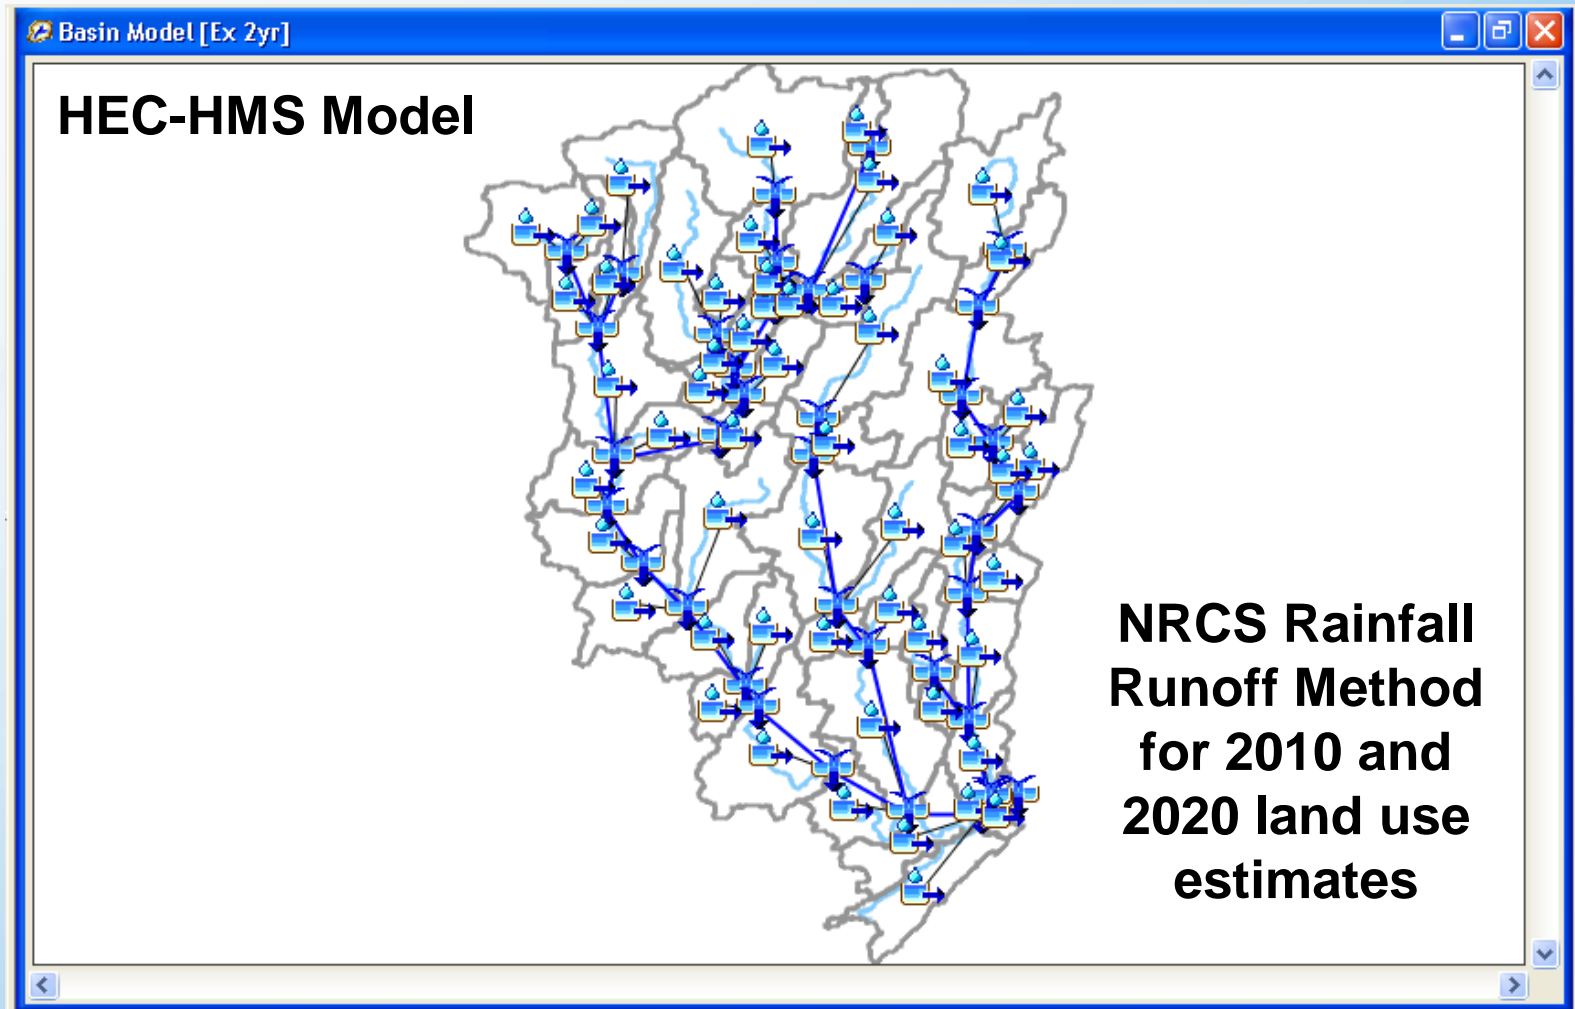 Basin Model [Ex 2yr]
HEC-HMS Model
NRCS Rainfall
Runoff Method
for 2010 and
2020 land use
estimates